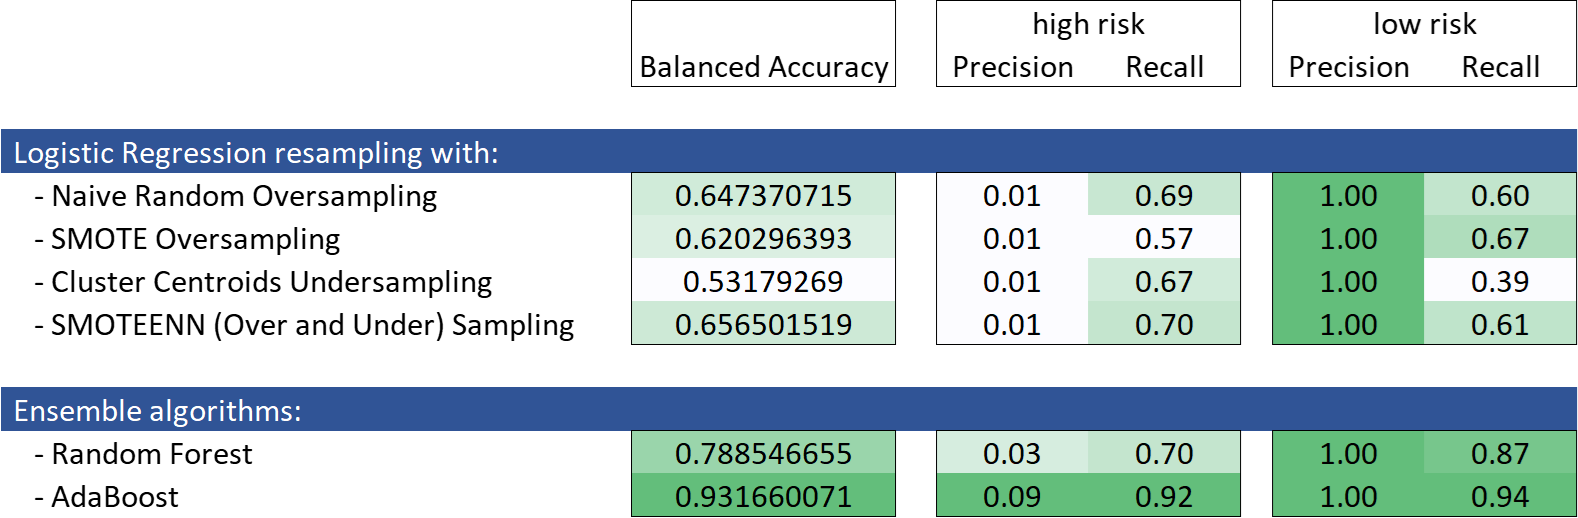 high risk low risk
Balanced Accuracy Precision Recall Precision Recall
Logistic Regression resampling with:
- Naive Random Oversampling 0.647370715 0.01 0.69 1.00 0.60
- SMOTE Oversampling 0.620296393 0.01 0.57 1.00 0.67
- Cluster Centroids Undersampling 0.53179269 0.01 0.67 1.00 0.39
- SMOTEENN (Over and Under) Sampling 0.656501519 0.01 0.70 1.00 0.61
Ensemble algorithms:
- Random Forest 0.788546655 0.03 0.70 1.00 0.87
- AdaBoost 0.931660071 0.09 0.92 1.00 0.94